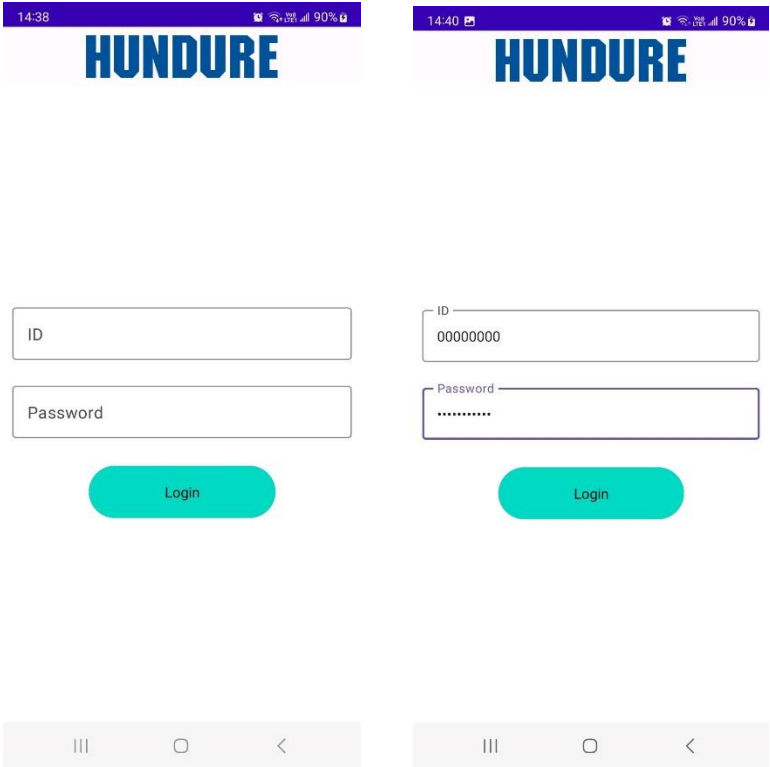 14:38
90%
HUNDURE
ID
Password
Login
14:40
90%
HUNDURE
ID
00000000
Password
•••••••••••
Login